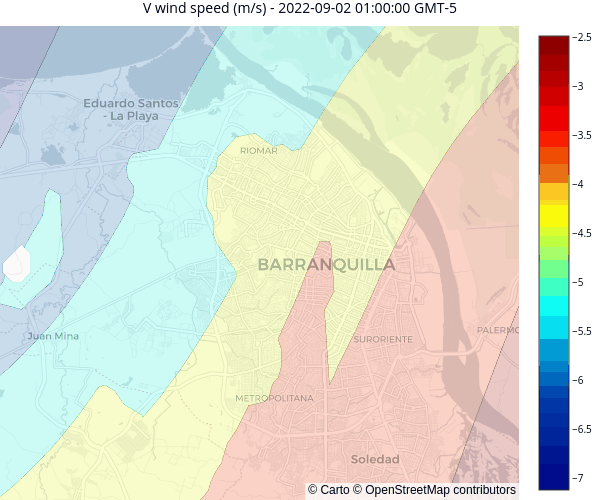 V wind speed (m/s) - 2022-09-02 01:00:00 GMT-5
Eduardo Santos
- La Playa
RIOMAR
BARRANQUILLA
Juan Mina
SURORIENTE
PALERMO
METROPOLITANA
Soledad
© Carto © OpenStreetMap contributors
−2.5
−3
−3.5
−4
−4.5
−5
−5.5
−6
−6.5
−7